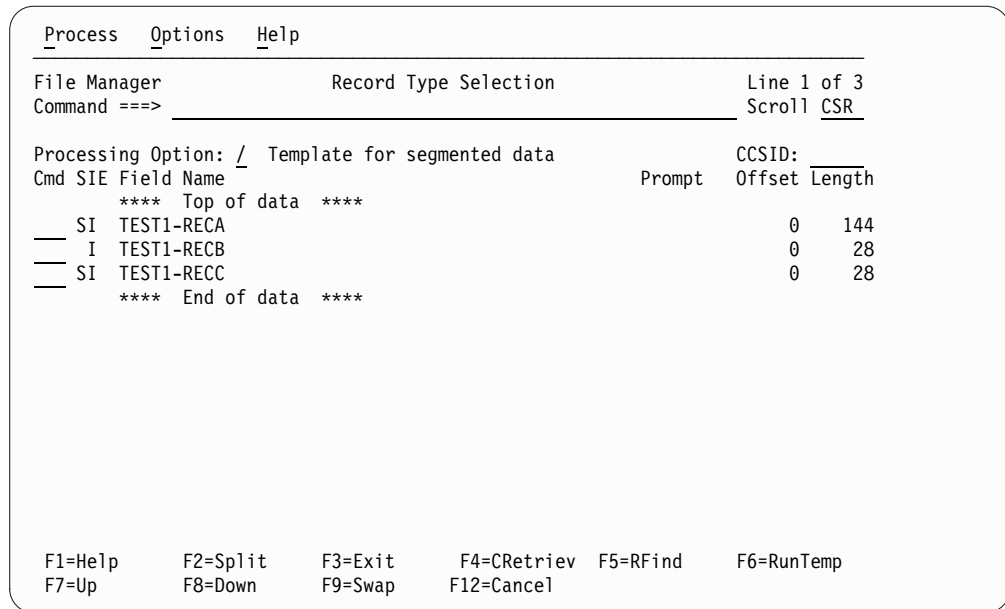 Process Options Help
File Manager Record Type Selection Line 1 of 3
Command ===> Scroll CSR
Processing Option: / Template for segmented data CCSID:
Cmd SIE Field Name Prompt Offset Length
**** Top of data ****
SI TEST1-RECA 0 144
I TEST1-RECB 0 28
SI TEST1-RECC 0 28
**** End of data ****
F1=Help F2=Split F3=Exit F4=CRetriev F5=RFind F6=RunTemp
F7=Up F8=Down F9=Swap F12=Cancel